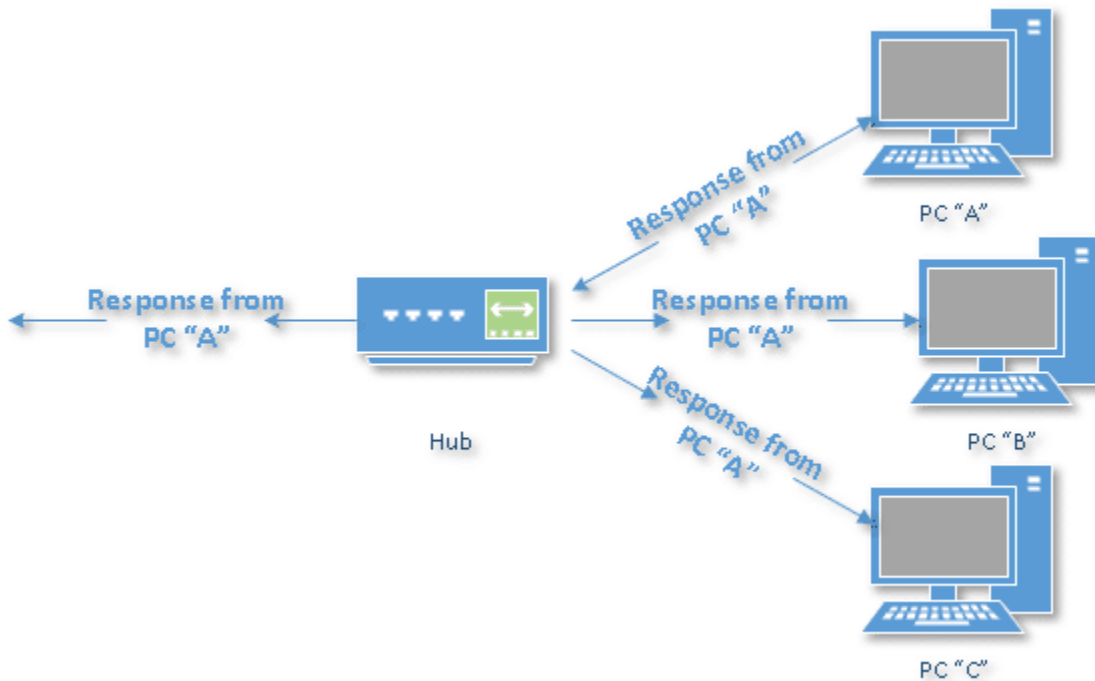 Response from
PC “A”
PC “A”
Response from
PC “A”
Response from
PC “A”
Hub
PC “B”
Response from
PC “A”
PC “C”